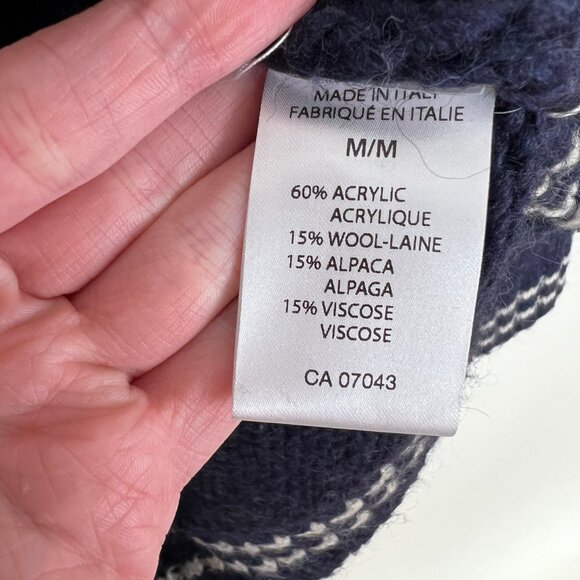 MADE IN ITALY
FABRIQUÉ EN ITALIE
M/M
60% ACRYLIC
ACRYLIQUE
15% WOOL-LAINE
15% ALPACA
ALPAGA
15% VISCOSE
VISCOSE
CA 07043